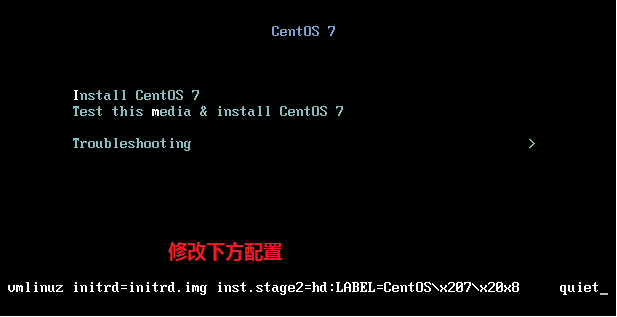 CentOS 7
Install CentOS 7
Test this media & install CentOS 7
Troubleshooting >
修改下方配置
vmlinuz initrd=initrd.img inst.stage2=hd:LABEL=CentOS\x207\x20x8 quiet_